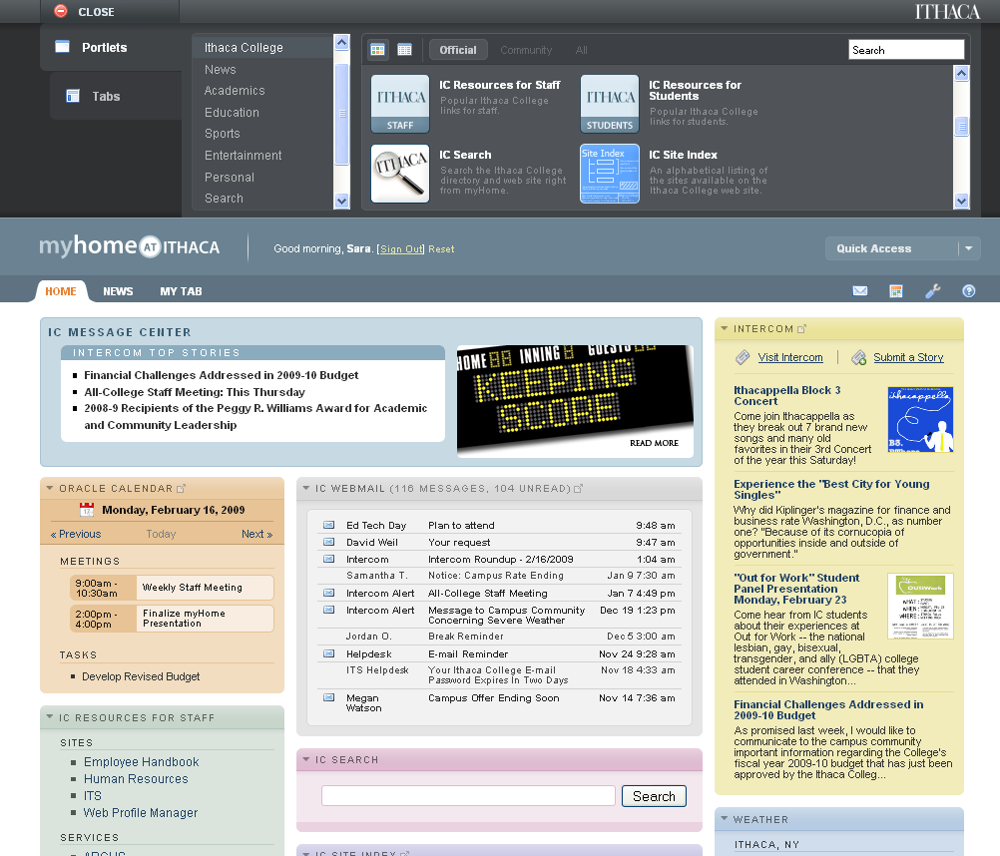 CLOSE
ITHACA
Portlets
Tabs
Ithaca College
News
Academics
Education
Sports
Entertainment
Personal
Search
Official
Community
All
Search
ITHACA
STAFF
IC Resources for Staff
Popular Ithaca College
links for staff.
ITHACA
STUDENTS
IC Resources for
Students
Popular Ithaca College
links for students.
ITHACA
IC Search
Search the Ithaca College
directory and web site right
from myHome.
Site Index
IC Site Index
An alphabetical listing of
the sites available on the
Ithaca College web site.
myhome AT ITHACA
Good morning, Sara. [Sign Out] Reset
Quick Access
HOME
NEWS
MY TAB
IC MESSAGE CENTER
INTERCOM TOP STORIES
Financial Challenges Addressed in 2009-10 Budget
All-College Staff Meeting: This Thursday
2008-9 Recipients of the Peggy R. Williams Award for Academic
and Community Leadership
HOME INNING GUESTS
KEEPING
SCORE
READ MORE
ORACLE CALENDAR
12
Monday, February 16, 2009
« Previous
Today
Next »
MEETINGS
9:00am -
10:30am
Weekly Staff Meeting
2:00pm -
4:00pm
Finalize myHome
Presentation
TASKS
Develop Revised Budget
IC RESOURCES FOR STAFF
SITES
Employee Handbook
Human Resources
ITS
Web Profile Manager
SERVICES
ARGUS
IC WEBMAIL (116 MESSAGES, 104 UNREAD)
Ed Tech Day Plan to attend 9:48 am
David Weil Your request 9:47 am
Intercom Intercom Roundup - 2/16/2009 1:04 am
Samantha T. Notice: Campus Rate Ending Jan 9 7:30 am
Intercom Alert All-College Staff Meeting Jan 7 4:49 pm
Intercom Alert Message to Campus Community Dec 19 1:23 pm
Concerning Severe Weather
Jordan O. Break Reminder Dec 5 3:00 am
Helpdesk E-mail Reminder Nov 24 9:28 am
ITS Helpdesk Your Ithaca College E-mail Nov 18 4:33 am
Password Expires In Two Days
Megan Campus Offer Ending Soon Nov 14 7:36 am
Watson
IC SEARCH
Search
IC SITE INDEX
INTERCOM
Visit Intercom
Submit a Story
Ithacappella Block 3
Concert
Come join Ithacappella as
they break out 7 brand new
songs and many old
favorites in their 3rd Concert
of the year this Saturday!
ithacappella
Experience the "Best City for Young
Singles"
Why did Kiplinger's magazine for finance and
business rate Washington, D.C., as number
one? "Because of its cornucopia of
opportunities inside and outside of
government."
"Out for Work" Student
Panel Presentation
Monday, February 23
Come hear from IC students
about their experiences at
Out for Work -- the national
lesbian, gay, bisexual,
transgender, and ally (LGBTA) college
student career conference -- that they
attended in Washington...
OUTWORK
WHAT:
WHEN:
WHERE:
Financial Challenges Addressed in
2009-10 Budget
As promised last week, I would like to
communicate to the campus community
important information regarding the College's
fiscal year 2009-10 budget that has just been
approved by the Ithaca Colleg...
WEATHER
ITHACA, NY